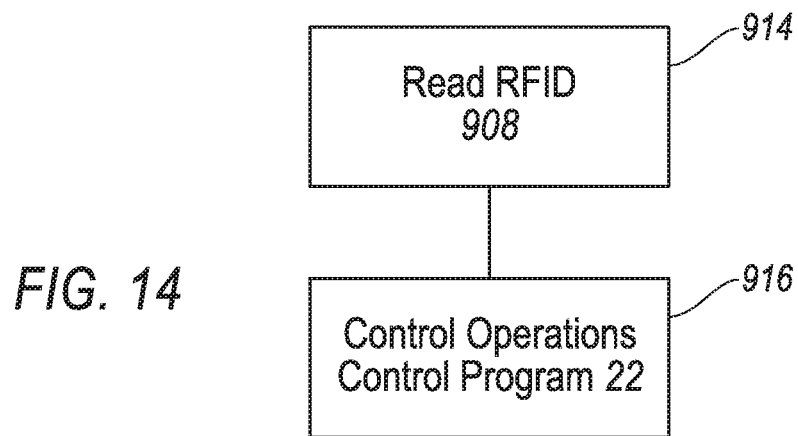 914
Read RFID
908
FIG. 14
916
Control Operations
Control Program 22